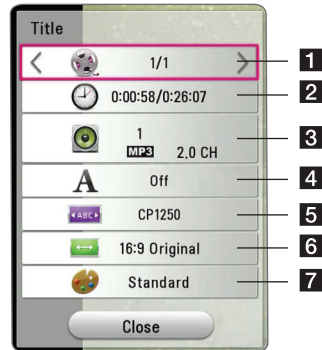 Title
1/1 1
0:00:58/0:26:07 2
1
MP3 2.0 CH 3
A Off 4
ABC CP1250 5
16:9 Original 6
Standard 7
Close